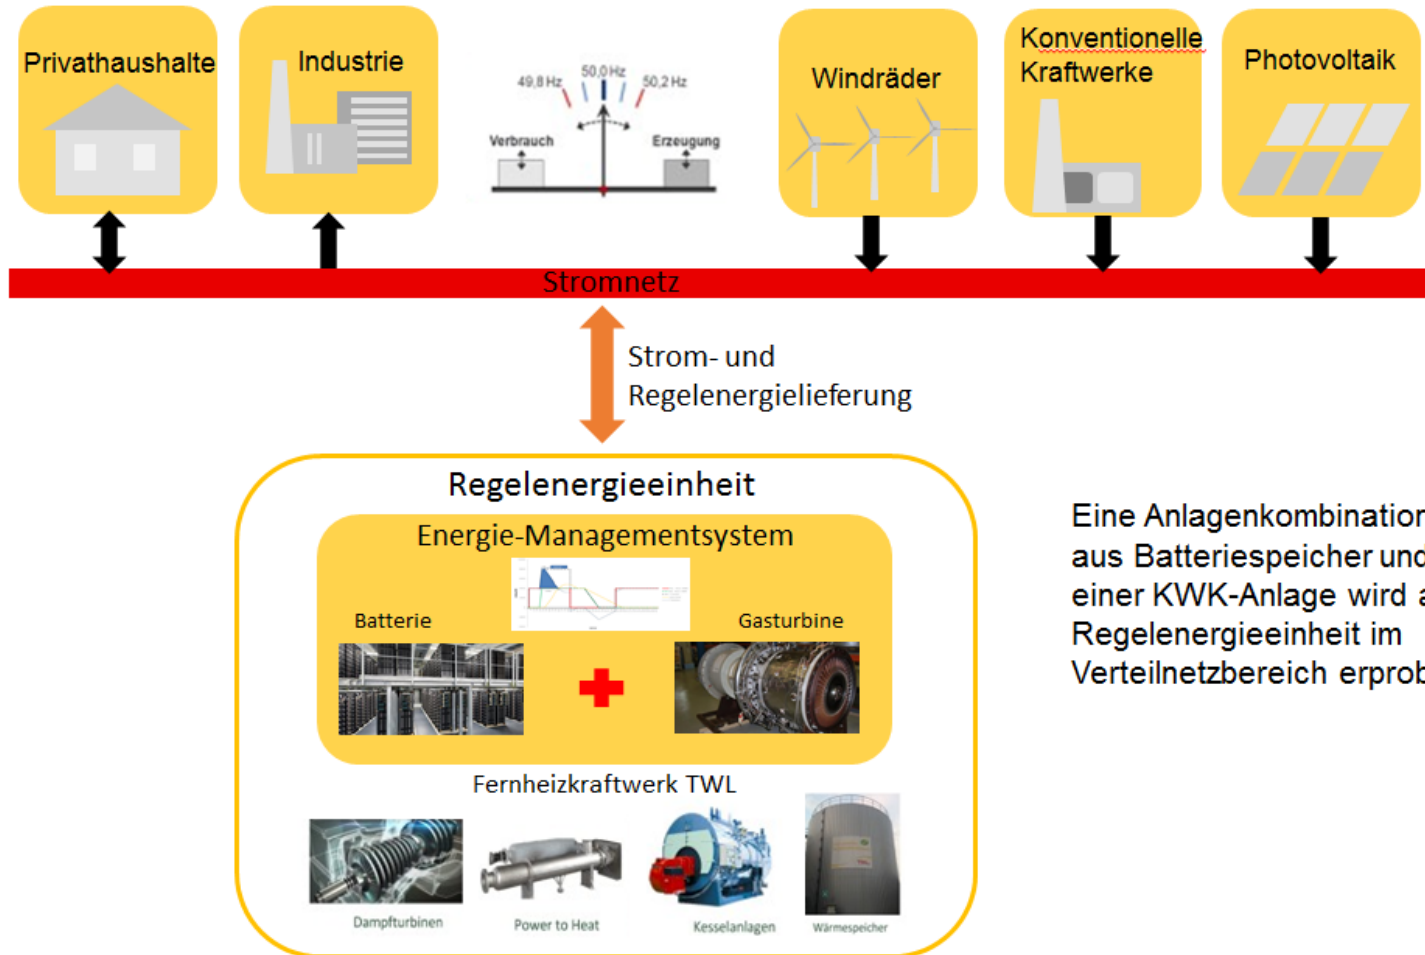 Privathaushalte
Industrie
49,8 Hz
50,0 Hz
50,2 Hz
Verbrauch
Erzeugung
Windräder
Konventionelle
Kraftwerke
Photovoltaik
Stromnetz
Strom- und
Regelenergielieferung
Regelenergieeinheit
Energie-Managementsystem
Batterie
Gasturbine
Fernheizkraftwerk TWL
Dampfturbinen
Power to Heat
Kesselanlagen
Wärmespeicher
Eine Anlagenkombination
aus Batteriespeicher und
einer KWK-Anlage wird
Regelenergieeinheit im
Verteilnetzbereich